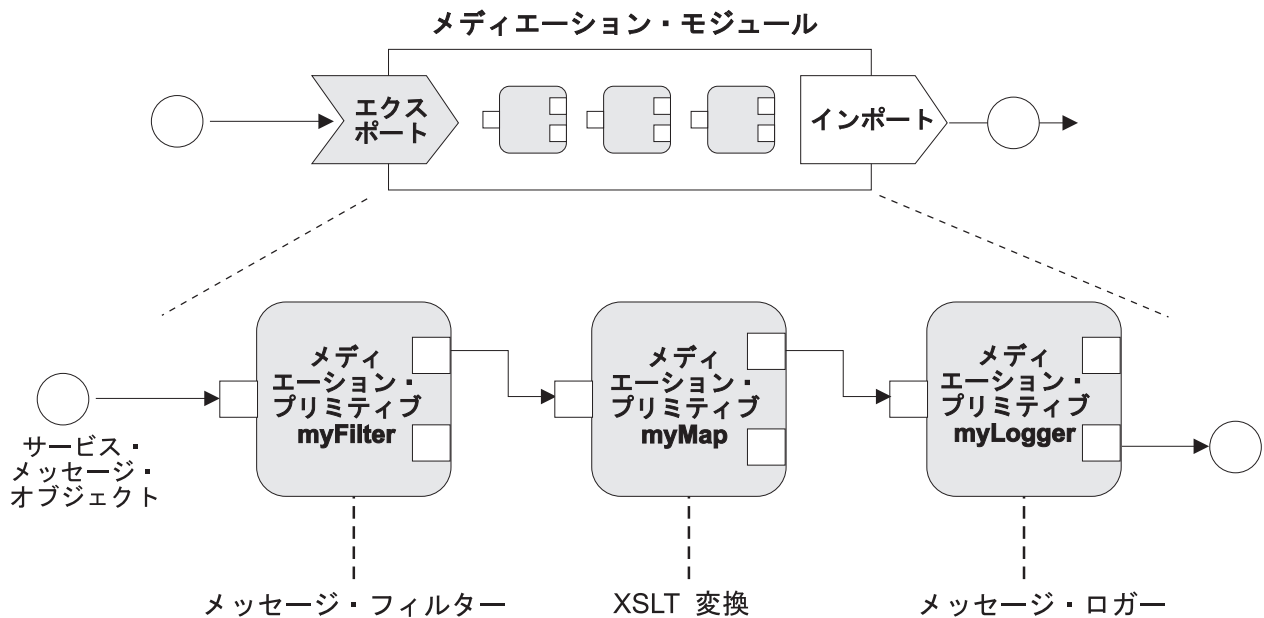 メディエーション・モジュール
エクス
ポート
インポート
メディ
エーション・
プリミティブ
myFilter
メディ
エーション・
プリミティブ
myMap
メディ
エーション・
プリミティブ
myLogger
サービス・
メッセージ・
オブジェクト
メッセージ・フィルター
XSLT 変換
メッセージ・ロガー